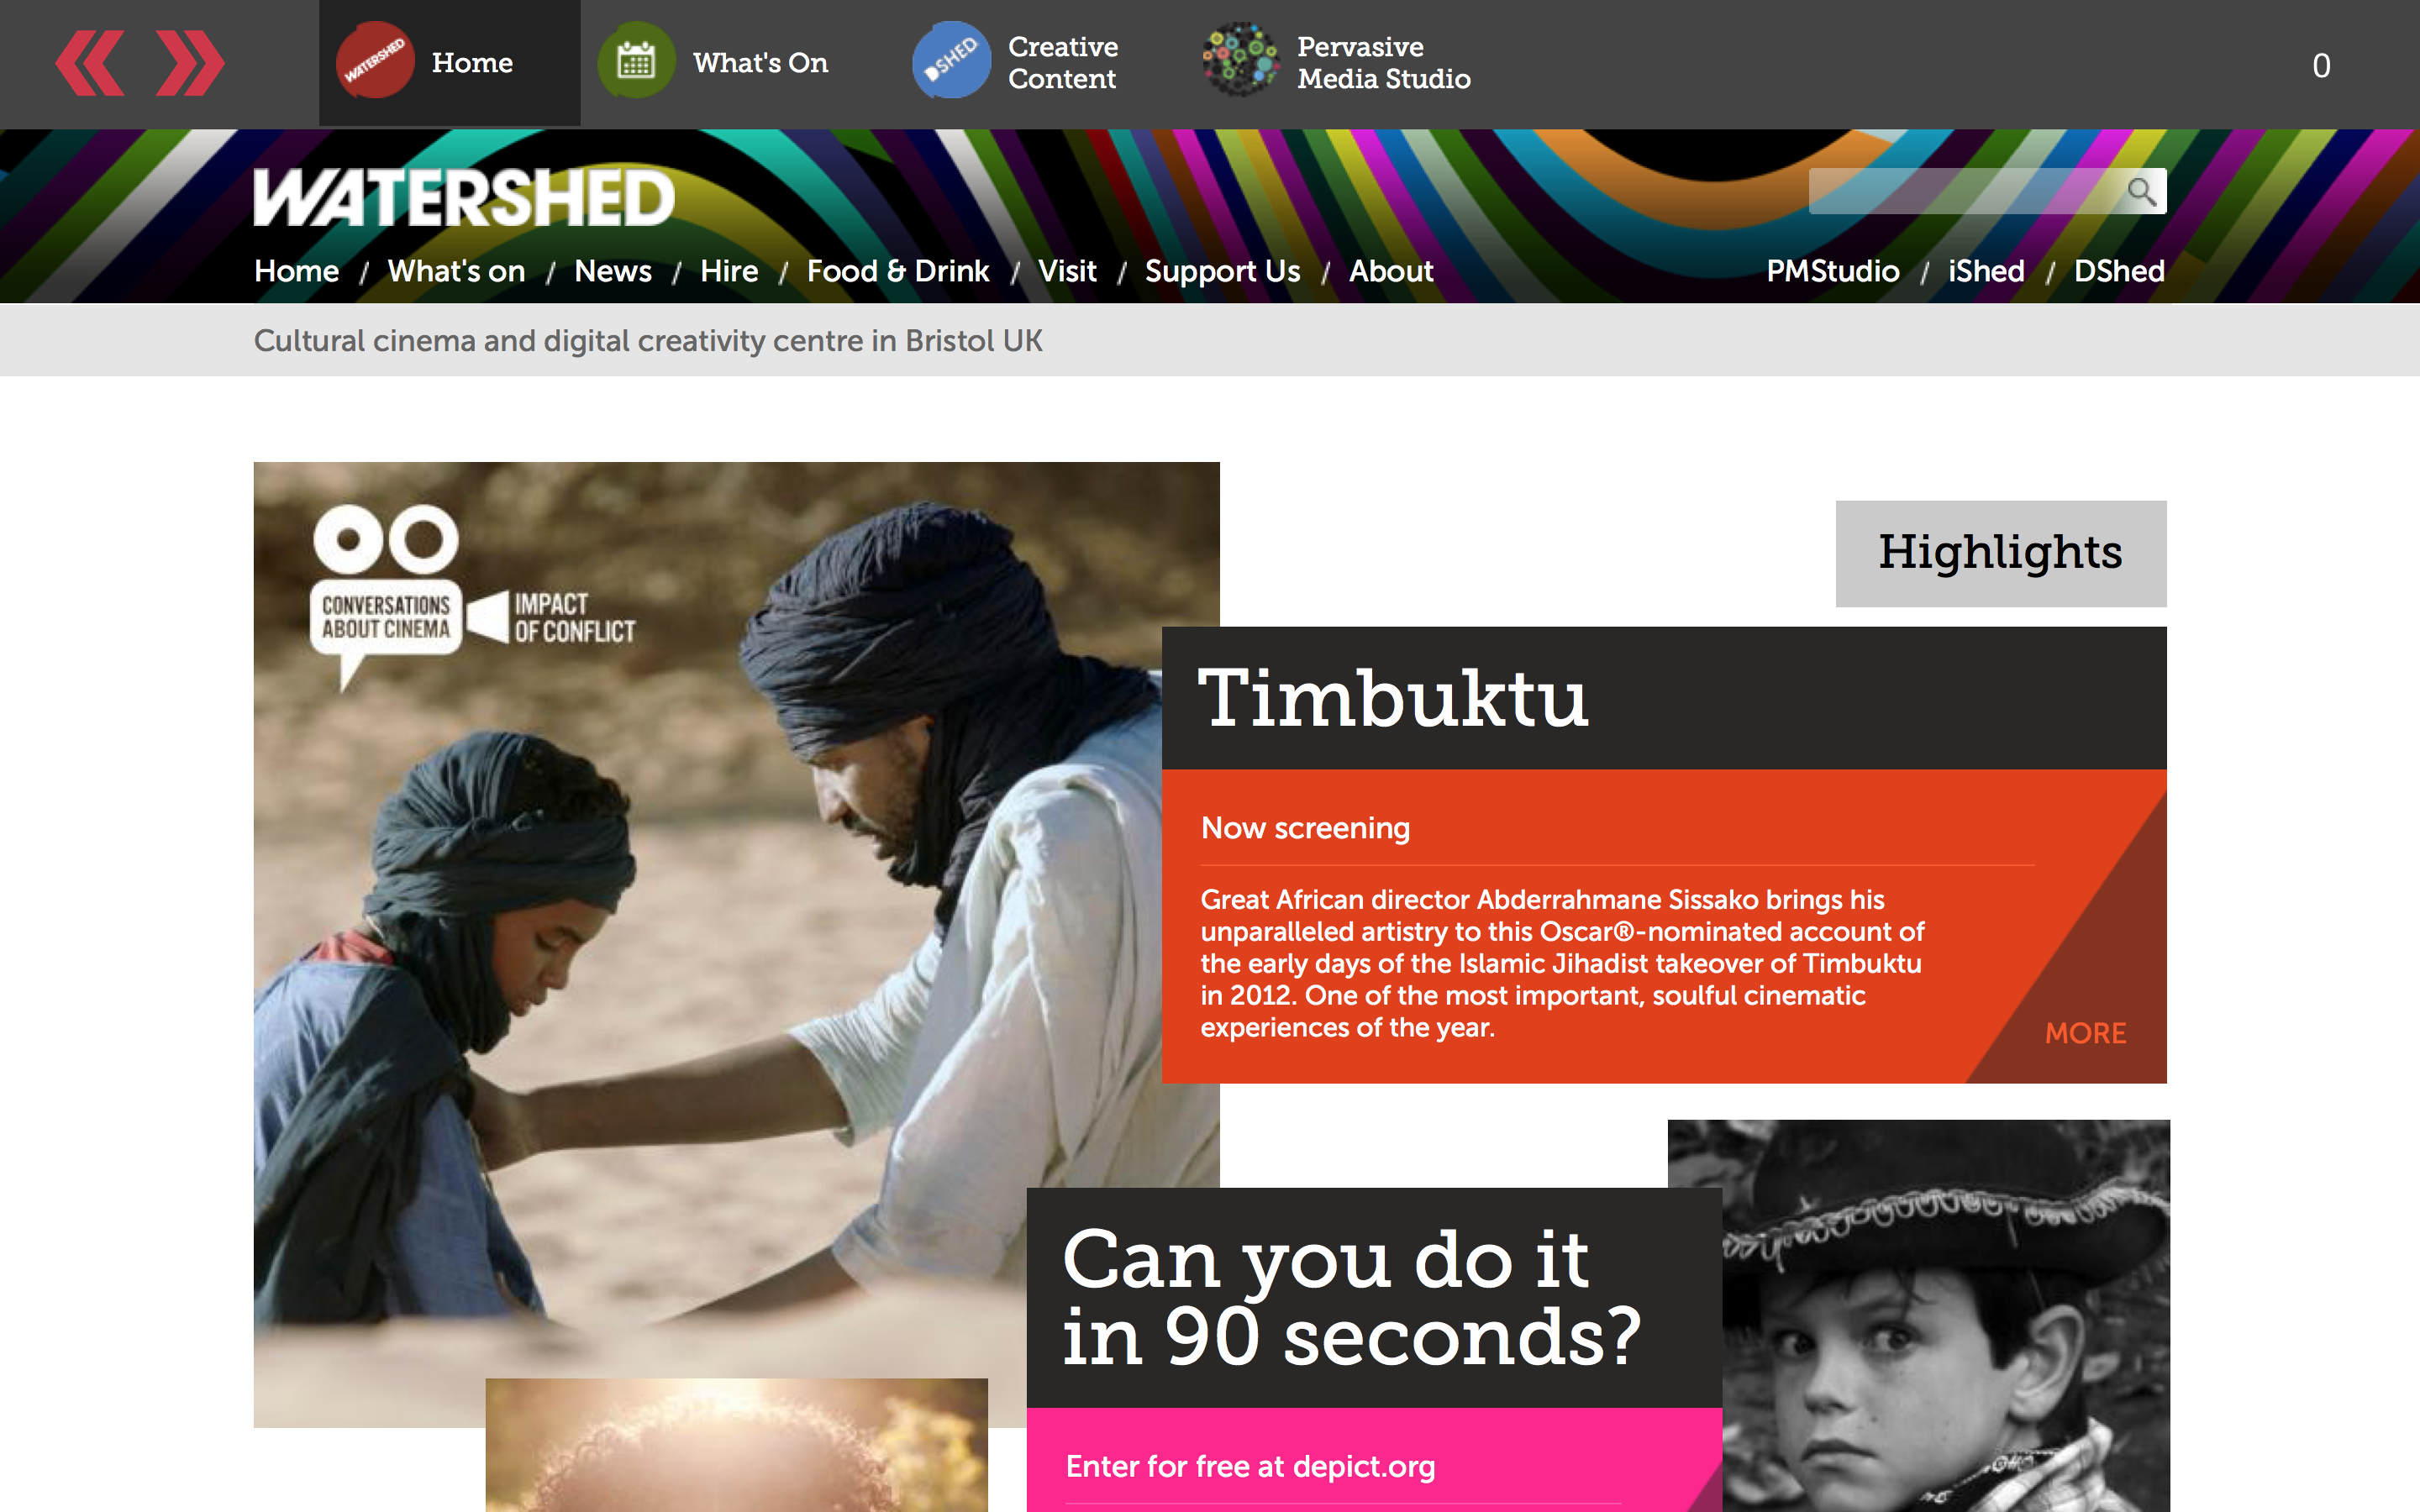 WATERSHED
Home
What's On
DSHED
Creative
Content
Pervasive
Media Studio
0
WATERSHED
Home / What's on / News / Hire / Food & Drink / Visit / Support Us / About
PMStudio / iShed / DShed
Cultural cinema and digital creativity centre in Bristol UK
CONVERSATIONS
ABOUT CINEMA
IMPACT
OF CONFLICT
Highlights
Timbuktu
Now screening
Great African director Abderrahmane Sissako brings his
unparalleled artistry to this Oscar®-nominated account of
the early days of the Islamic Jihadist takeover of Timbuktu
in 2012. One of the most important, soulful cinematic
experiences of the year.
MORE
Can you do it
in 90 seconds?
Enter for free at depict.org